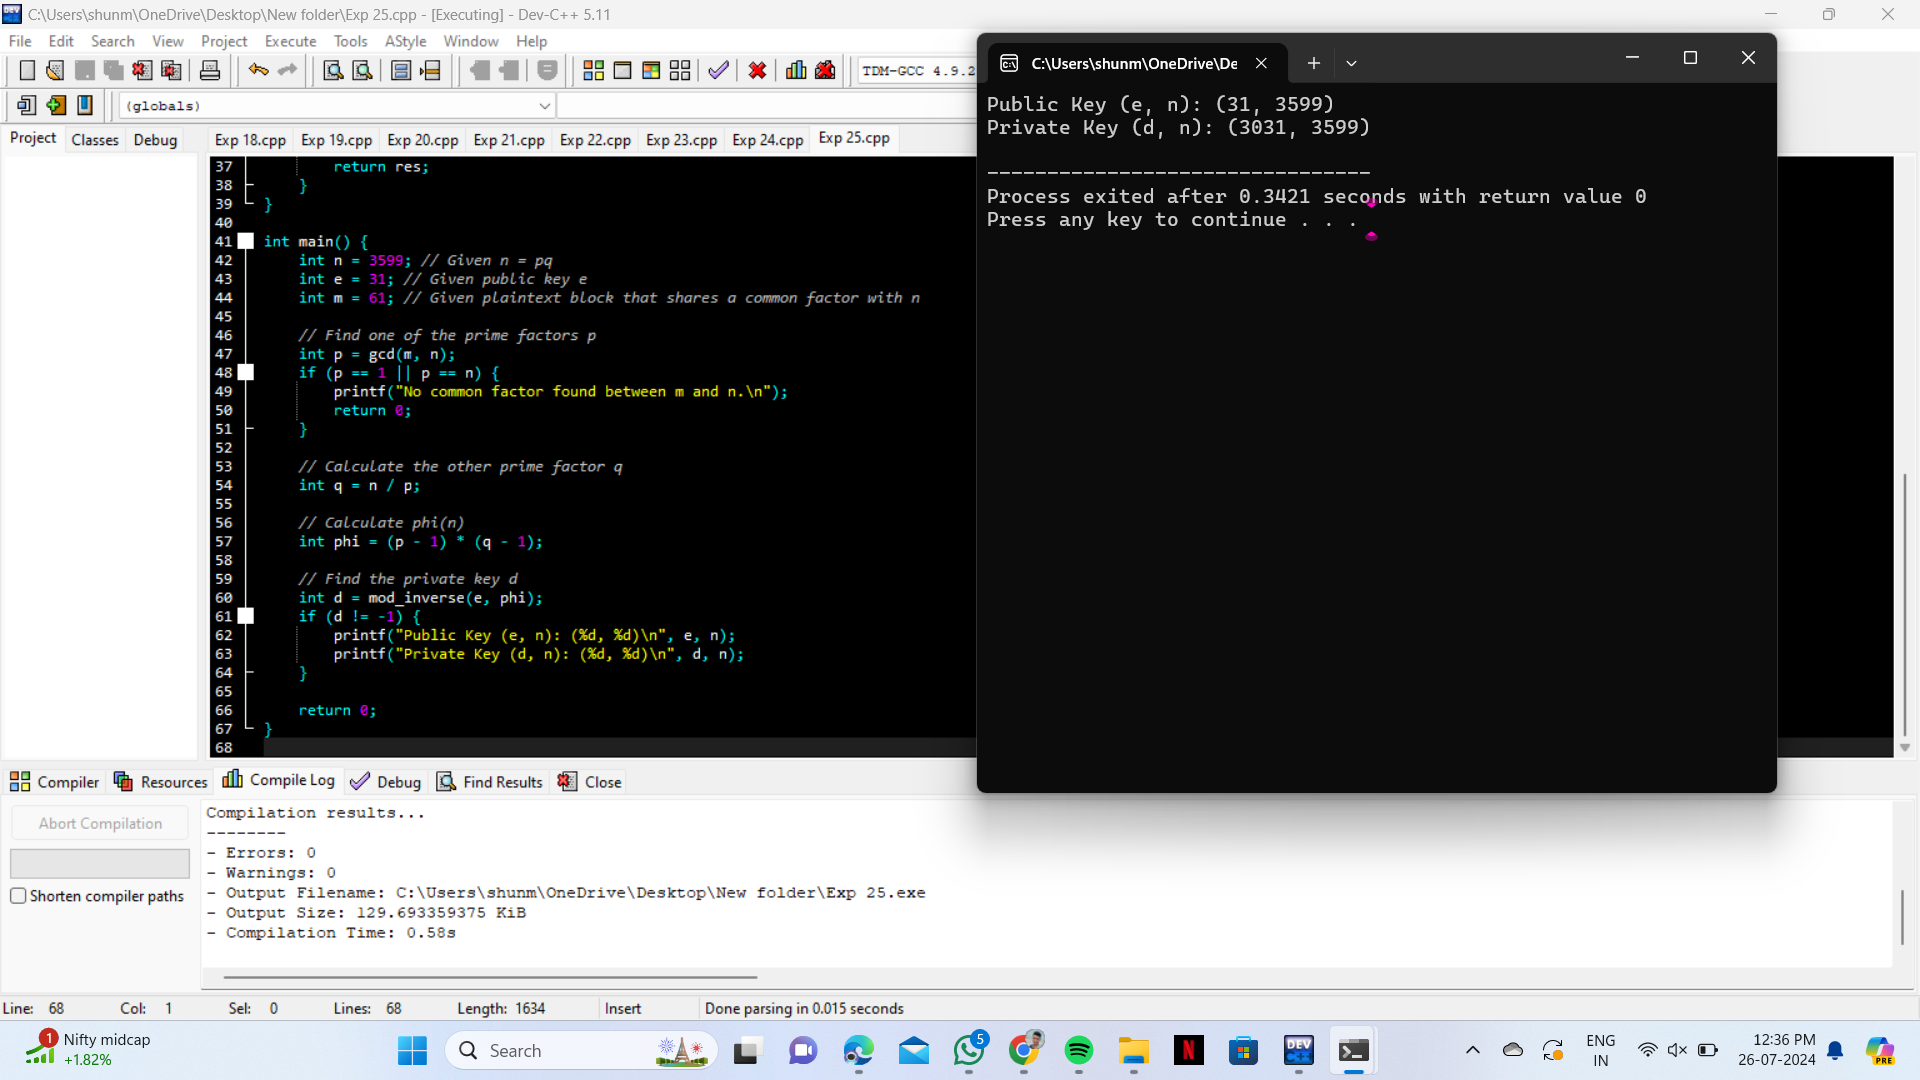 C:\Users\shunm\OneDrive\Desktop\New folder\Exp 25.cpp - [Executing] - Dev-C++ 5.11
File Edit Search View Project Execute Tools AStyle Window Help
TDM-GCC 4.9.2
(globals)
Project Classes Debug
Exp 18.cpp Exp 19.cpp Exp 20.cpp Exp 21.cpp Exp 22.cpp Exp 23.cpp Exp 24.cpp Exp 25.cpp
37 return res;
38 }
39 }
40
41 int main() {
42 int n = 3599; // Given n = pq
43 int e = 31; // Given public key e
44 int m = 61; // Given plaintext block that shares a common factor with n
45
46 // Find one of the prime factors p
47 int p = gcd(m, n);
48 if (p == 1 || p == n) {
49 printf("No common factor found between m and n.\n");
50 return 0;
51 }
52
53 // Calculate the other prime factor q
54 int q = n / p;
55
56 // Calculate phi(n)
57 int phi = (p - 1) * (q - 1);
58
59 // Find the private key d
60 int d = mod_inverse(e, phi);
61 if (d != -1) {
62 printf("Public Key (e, n): (%d, %d)\n", e, n);
63 printf("Private Key (d, n): (%d, %d)\n", d, n);
64 }
65
66 return 0;
67 }
68
C:\Users\shunm\OneDrive\De
Public Key (e, n): (31, 3599)
Private Key (d, n): (3031, 3599)
--------------------------------
Process exited after 0.3421 seconds with return value 0
Press any key to continue . . .
Compiler Resources Compile Log Debug Find Results Close
Abort Compilation
Shorten compiler paths
Compilation results...
--------
- Errors: 0
- Warnings: 0
- Output Filename: C:\Users\shunm\OneDrive\Desktop\New folder\Exp 25.exe
- Output Size: 129.693359375 KiB
- Compilation Time: 0.58s
Line: 68 Col: 1 Sel: 0 Lines: 68 Length: 1634 Insert Done parsing in 0.015 seconds
1
Nifty midcap
+1.82%
Search
5
N
DEV
C++
ENG
IN
12:36 PM
26-07-2024
PRE